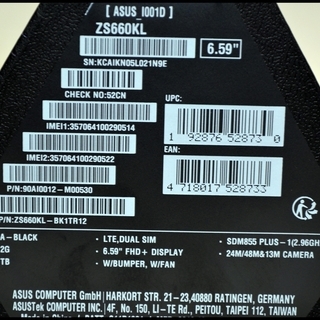 [ ASUS_I001D ]
ZS660KL
6.59"
SN:KCAIKN05L021N9E
CHECK NO:52CN
UPC:
IMEI1:357064100290514
1 92876 52873 0
EAN:
IMEI2:357064100290522
4 718017 528733
P/N:90AI0012-M00530
P/N:ZS660KL-BK1TR12
A-BLACK - LTE,DUAL SIM - SDM855 PLUS-1(2.96GH
2G - 6.59" FHD+ DISPLAY - 24M/48M&13M CAMERA
TB - W/BUMPER, W/FAN
ASUS COMPUTER GmbH/HARKORT STR. 21-23,40880 RATINGEN, GERMANY
ASUSTek COMPUTER INC. 4F, No. 150, LI-TE Rd., PEITOU, TAIPEI 112, TAIWAN